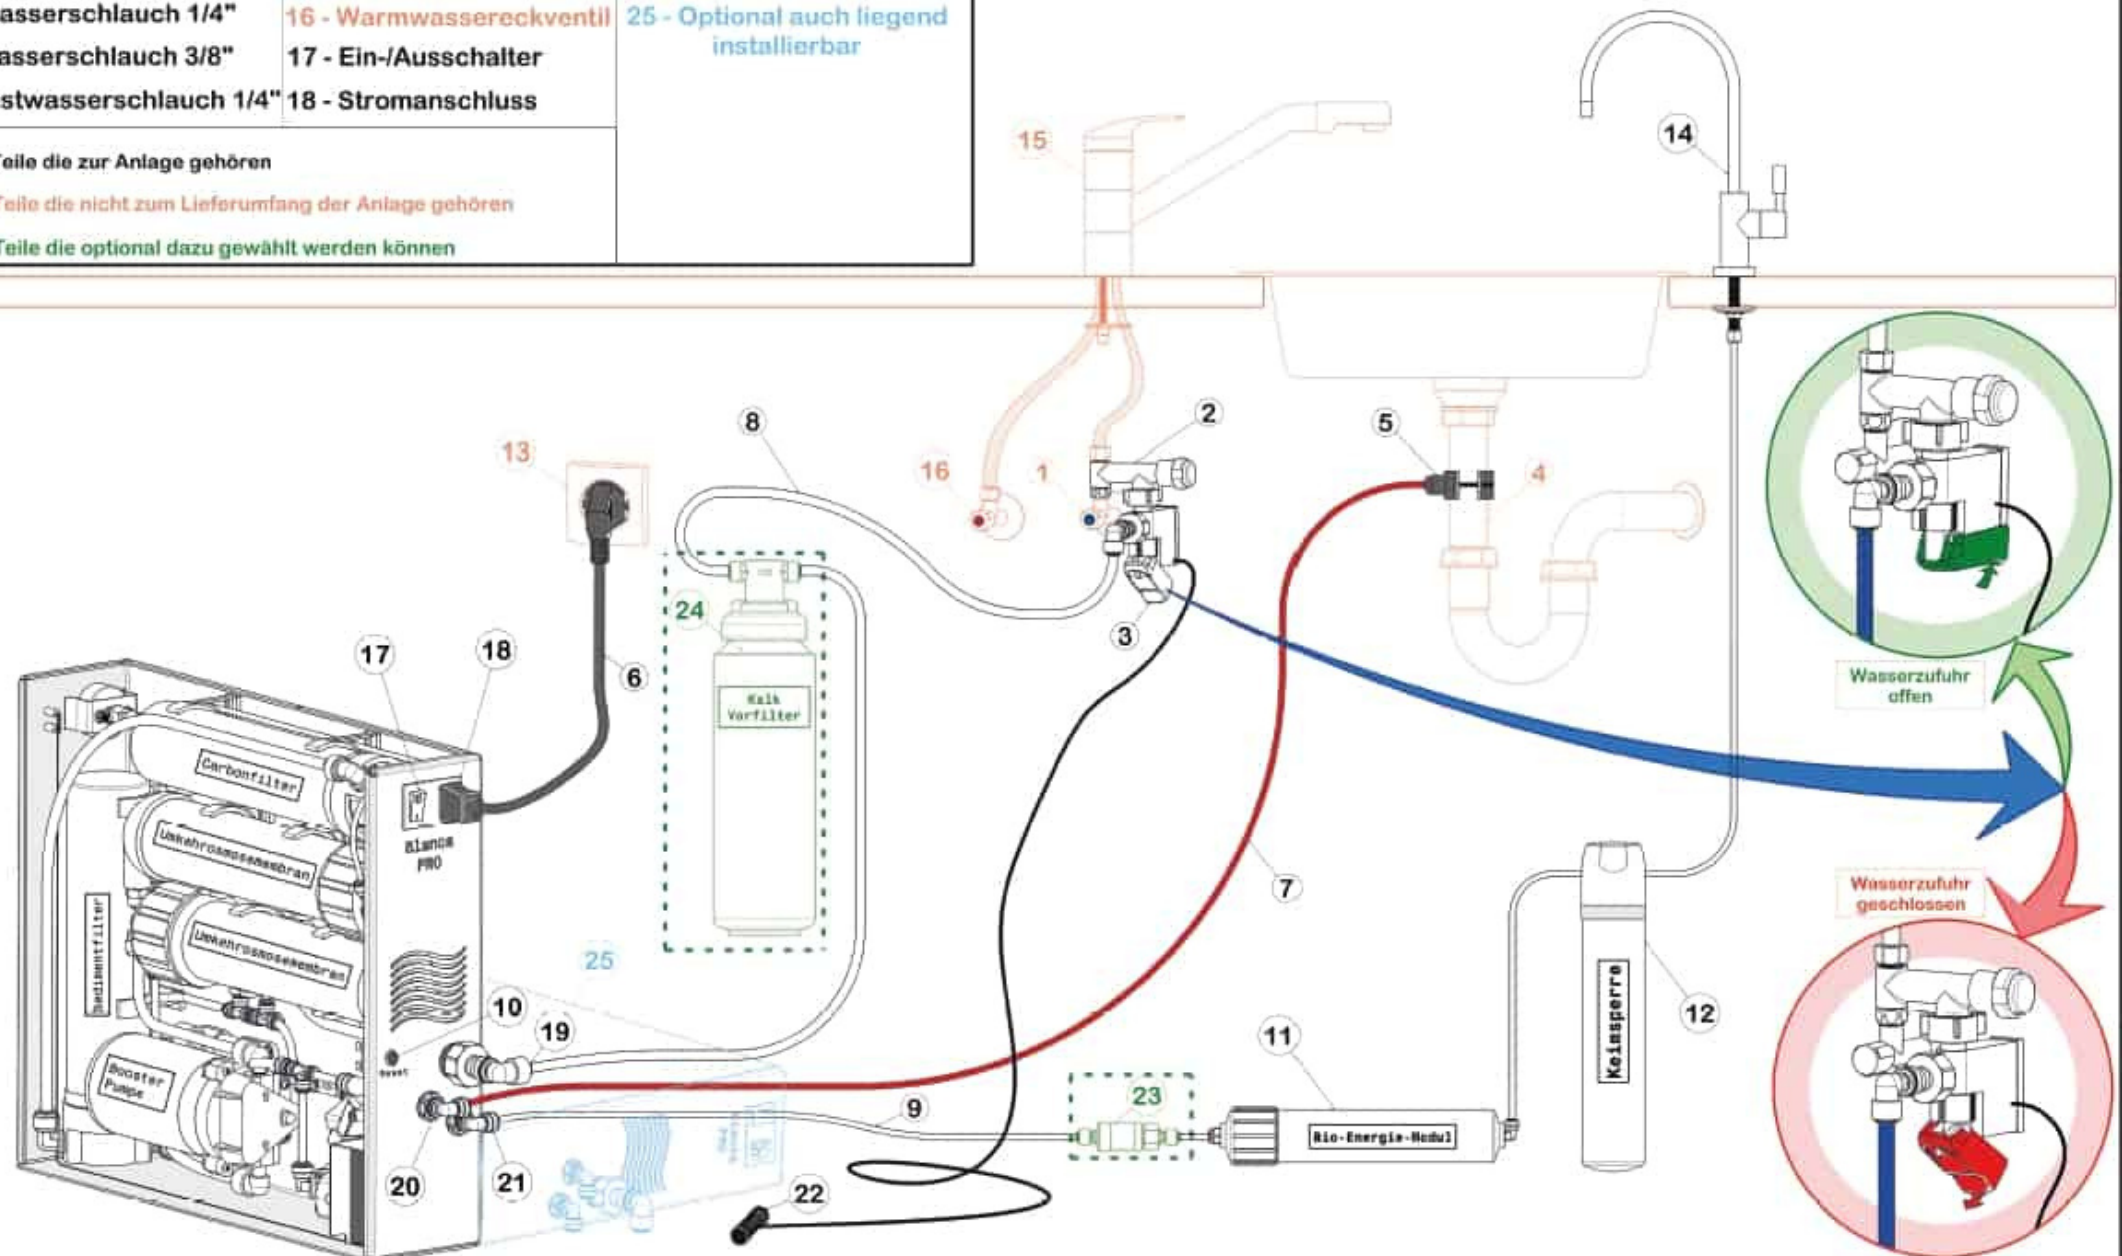 asserschlauch 1/4"
16 - Warmwassereckventil
25 - Optional auch liegend
installierbar
asserschlauch 3/8"
17 - Ein-/Ausschalter
stwasserschlauch 1/4"
18 - Stromanschluss
Teile die zur Anlage gehören
Teile die nicht zum Lieferumfang der Anlage gehören
Teile die optional dazu gewählt werden können
15
14
8
2
5
13
16
1
4
24
3
17
18
6
Kalk
Vorfilter
Wasserzufuhr
offen
Carbonfilter
Umkehrosmosemembran
Blanca
PRO
Umkehrosmosemembran
Sedimentfilter
7
Wasserzufuhr
geschlossen
25
10
19
Reset
Booster
Pumpe
Keimsperre
12
11
23
9
Bio-Energie-Modul
20
21
22